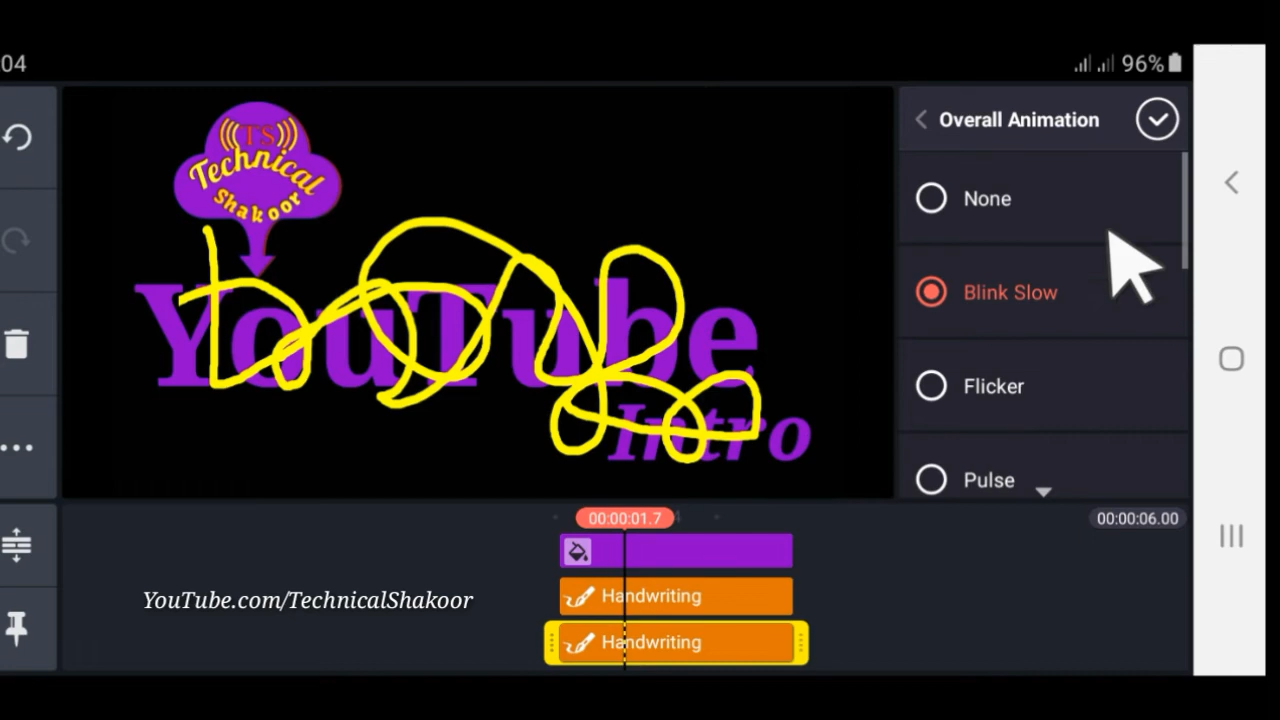 :04
96%
TS
Technical
Shakoor
YouTube
Intro
Overall Animation
None
Blink Slow
Flicker
Pulse
00:00:01.7
00:00:06.00
Handwriting
Handwriting
YouTube.com/TechnicalShakoor